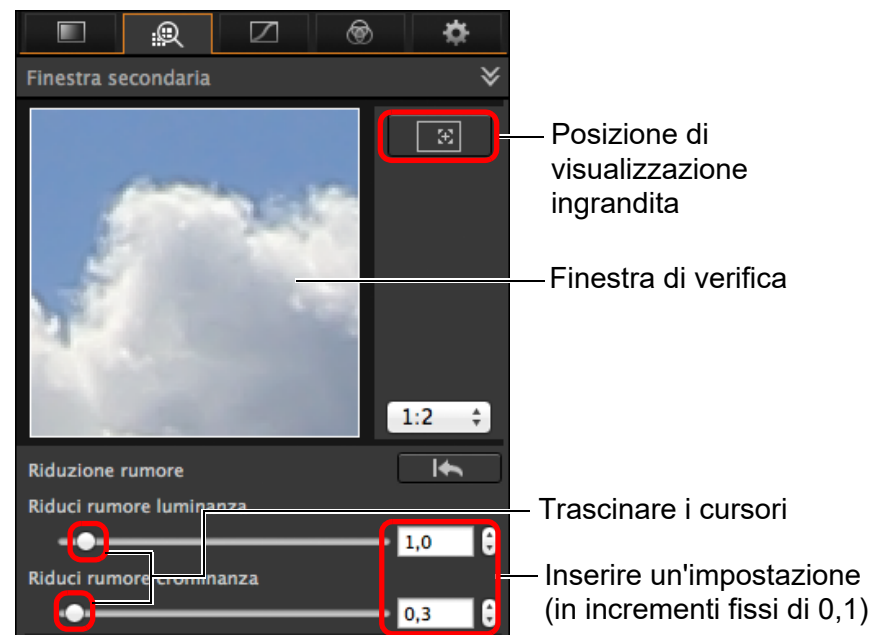 Finestra secondaria
Posizione di
visualizzazione
ingrandita
Finestra di verifica
1:2
Riduzione rumore
Riduci rumore luminanza
Trascinare i cursori
1,0
Riduci rumore crominanza
Inserire un'impostazione
(in incrementi fissi di 0,1)
0,3